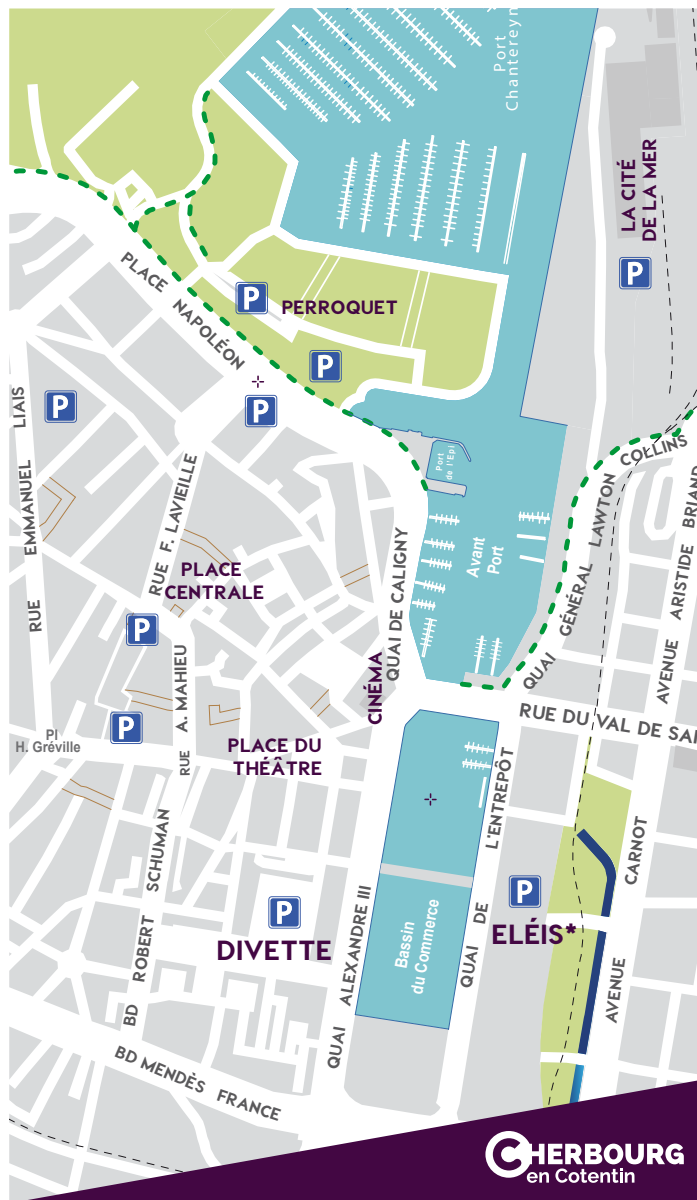 Port
Chantereyn
LA CITÉ
DE LA MER
P
PLACE NAPOLÉON
P
PERROQUET
P
P
P
RUE EMMANUEL LIAIS
RUE F. LAVIEILLE
Port
de l'Epi
COLLINS
QUAI GÉNÉRAL LAWTON
AVENUE ARISTIDE BRIAND
PLACE
CENTRALE
QUAI DE CALIGNY
Avant
Port
P
CINÉMA
RUE A. MAHIEU
P
Pl
H. Gréville
PLACE DU
THÉÂTRE
RUE DU VAL DE SAI
QUAI DE L'ENTREPÔT
BD ROBERT SCHUMAN
P
DIVETTE
QUAI ALEXANDRE III
Bassin
du Commerce
P
ELÉIS*
AVENUE CARNOT
BD MENDÈS FRANCE
CHERBOURG
en Cotentin